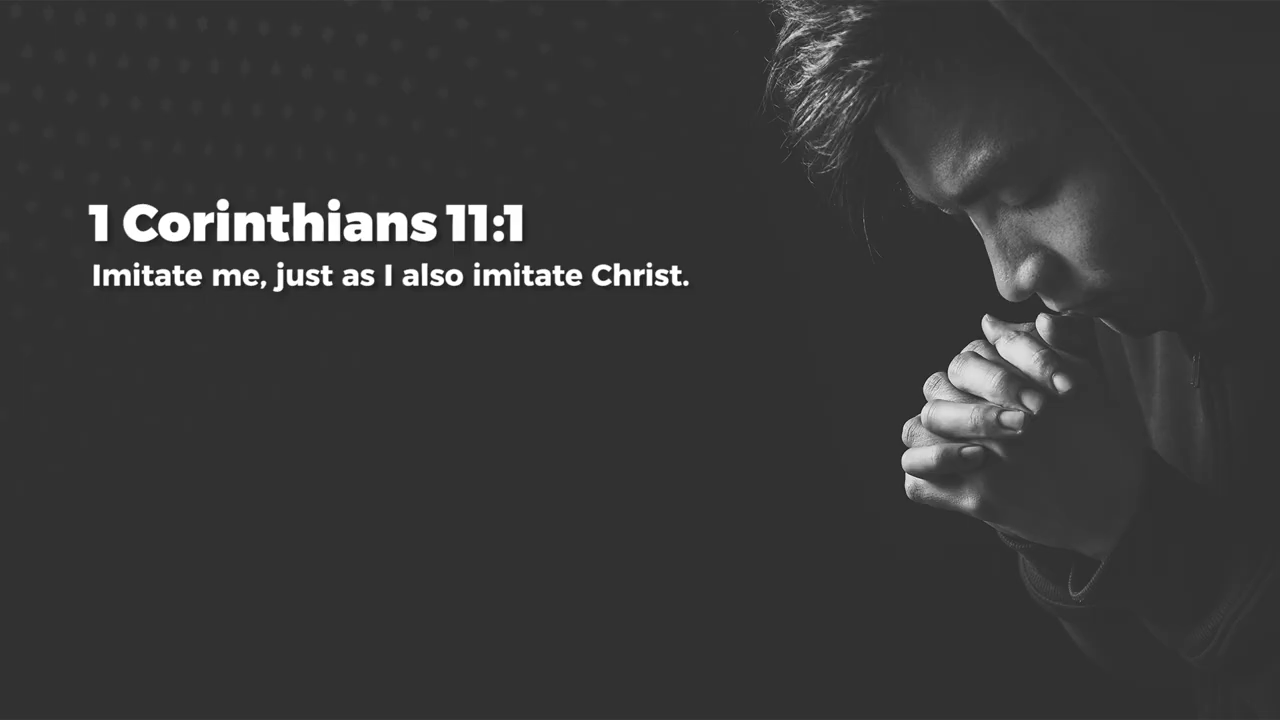 1 Corinthians 11:1
Imitate me, just as I also imitate Christ.